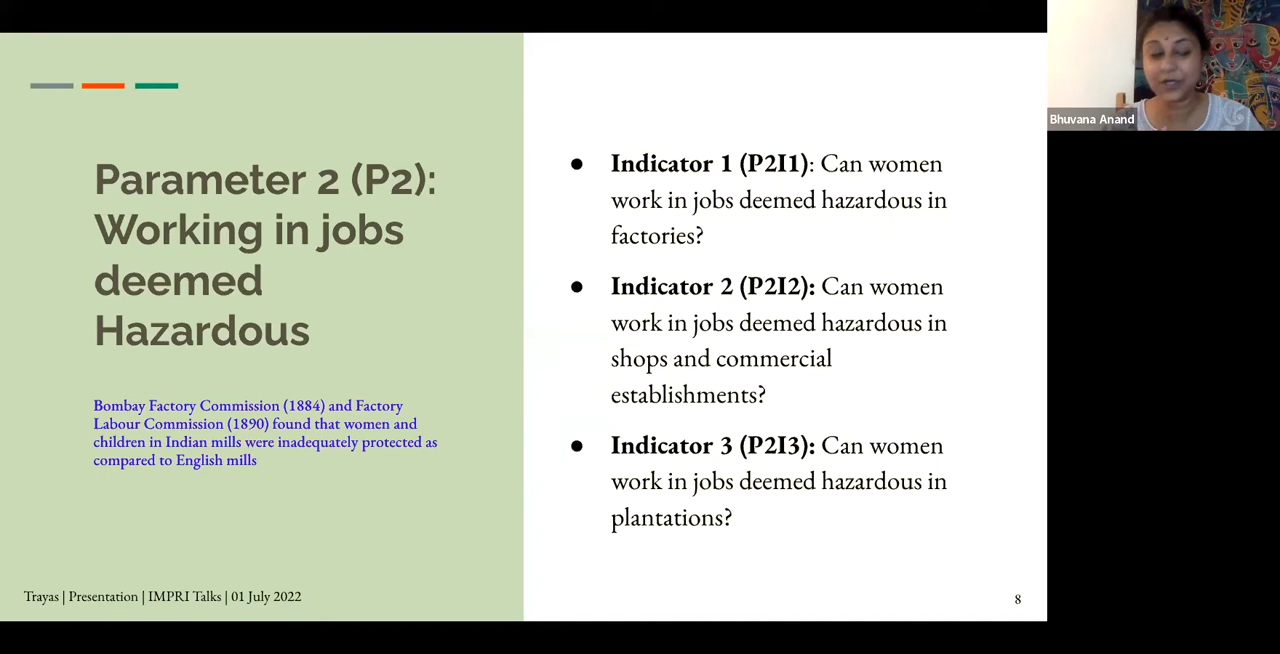 Parameter 2 (P2):
Working in jobs
deemed
Hazardous
Bombay Factory Commission (1884) and Factory
Labour Commission (1890) found that women and
children in Indian mills were inadequately protected as
compared to English mills
Trayas | Presentation | IMPRI Talks | 01 July 2022
● Indicator 1 (P2I1): Can women
work in jobs deemed hazardous in
factories?
● Indicator 2 (P2I2): Can women
work in jobs deemed hazardous in
shops and commercial
establishments?
● Indicator 3 (P2I3): Can women
work in jobs deemed hazardous in
plantations?
8
Bhuvana Anand